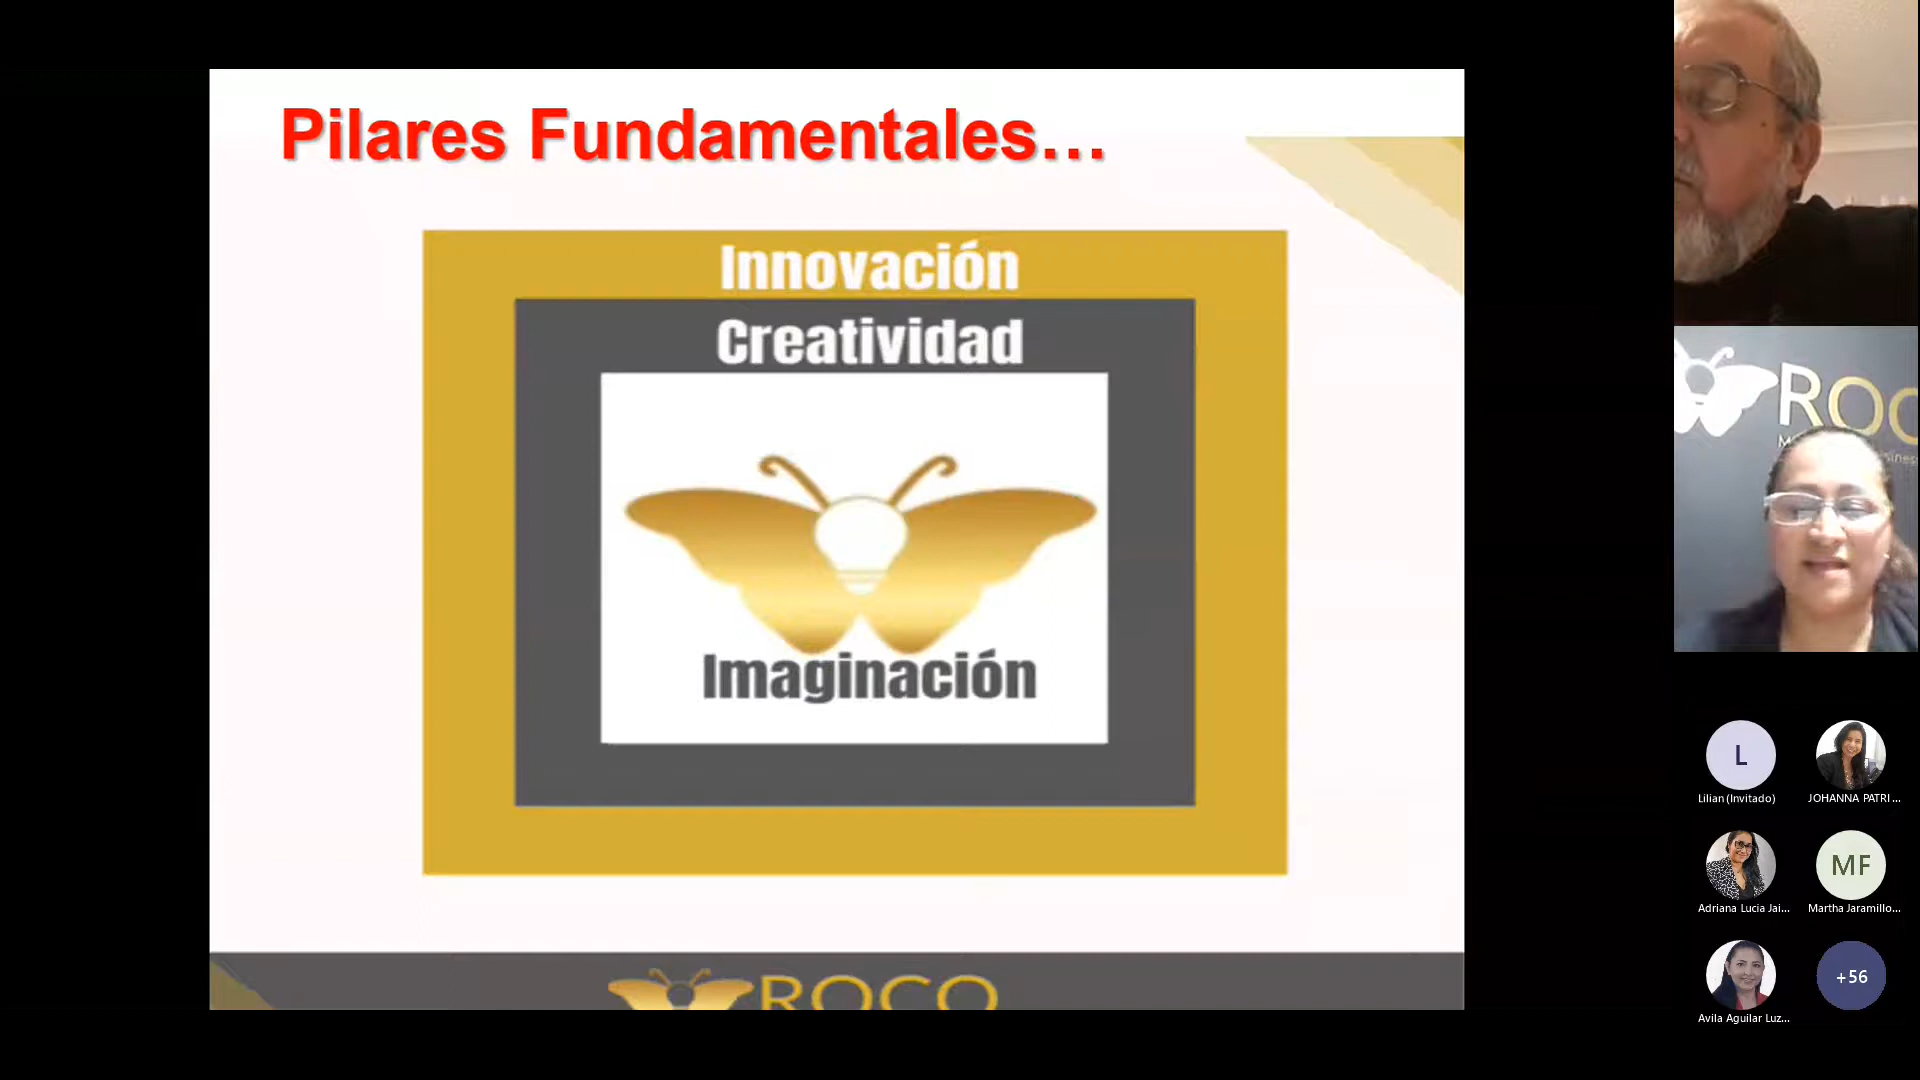 Pilares Fundamentales...
Innovación
Creatividad
Imaginación
ROCO
ROC
L
Lilian (Invitado)
JOHANNA PATRI...
Adriana Lucia Jai...
MF
Martha Jaramillo...
Avila Aguilar Luz...
+56